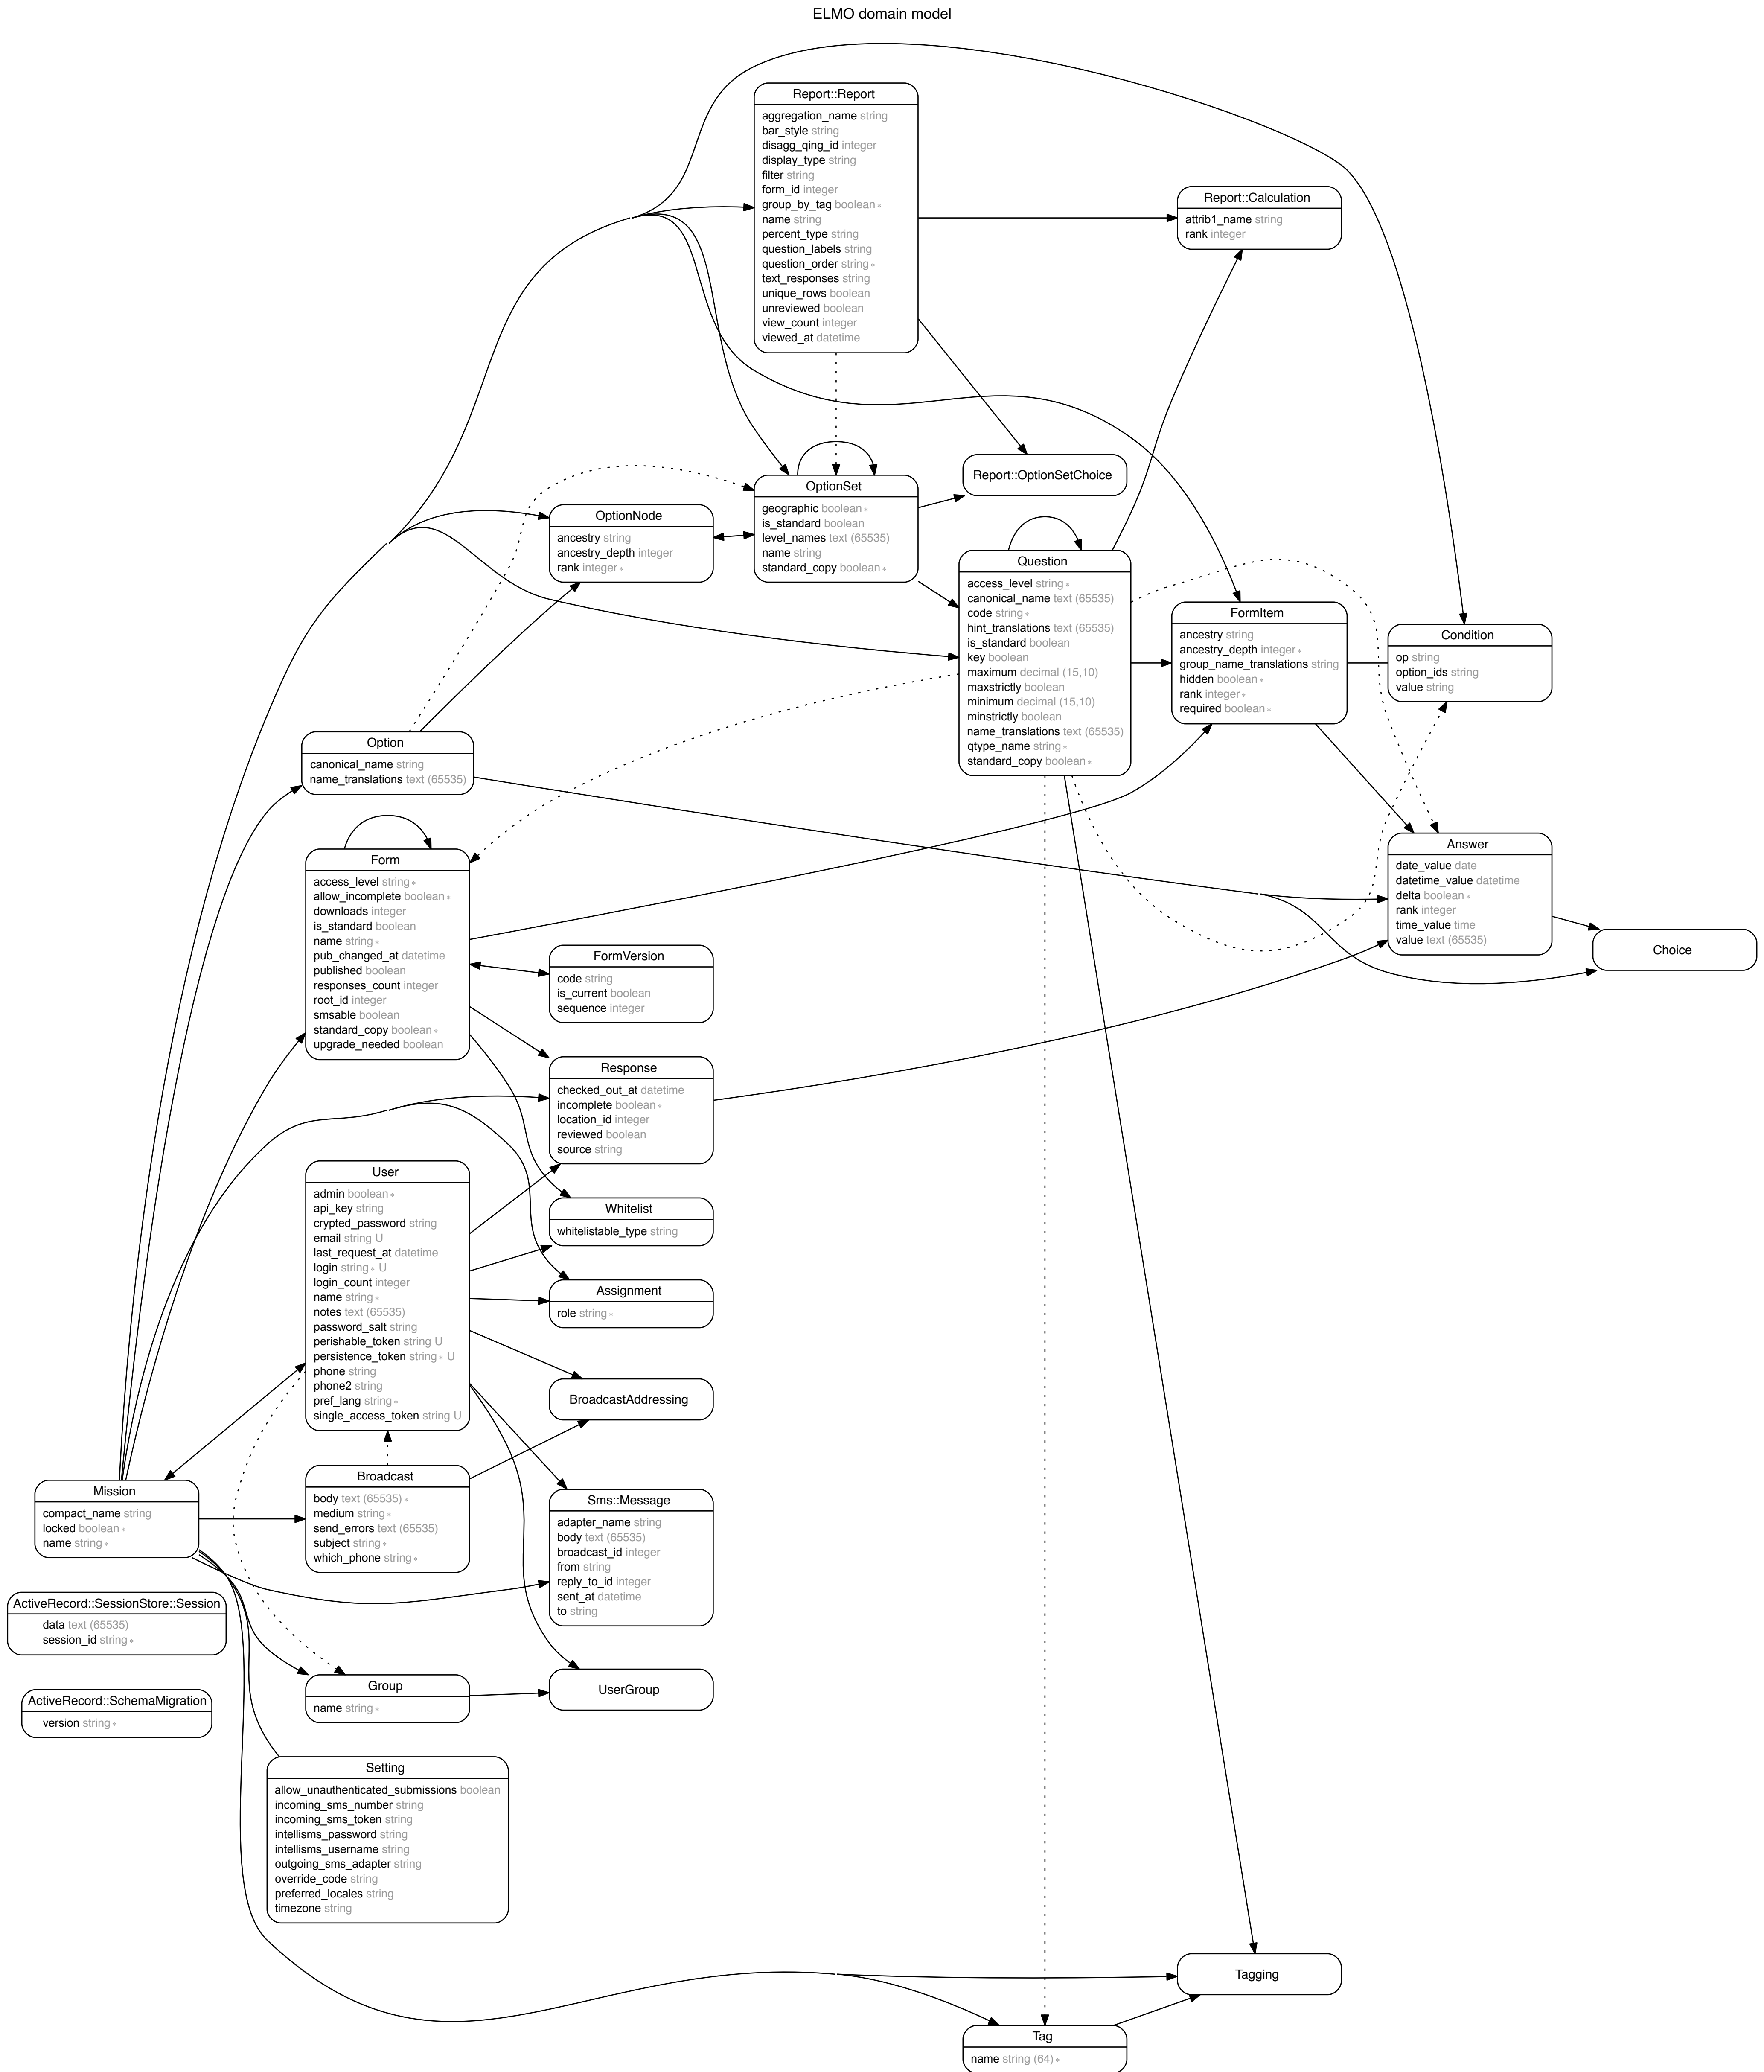 ELMO domain model
Report::Report
aggregation_name string
bar_style string
disagg_qing_id integer
display_type string
filter string
form_id integer
group_by_tag boolean∗
name string
percent_type string
question_labels string
question_order string∗
text_responses string
unique_rows boolean
unreviewed boolean
view_count integer
viewed_at datetime
Report::Calculation
attrib1_name string
rank integer
Report::OptionSetChoice
OptionSet
geographic boolean∗
is_standard boolean
level_names text (65535)
name string
standard_copy boolean∗
OptionNode
ancestry string
ancestry_depth integer
rank integer∗
Question
access_level string∗
canonical_name text (65535)
code string∗
hint_translations text (65535)
is_standard boolean
key boolean
maximum decimal (15,10)
maxstrictly boolean
minimum decimal (15,10)
minstrictly boolean
name_translations text (65535)
qtype_name string∗
standard_copy boolean∗
FormItem
ancestry string
ancestry_depth integer∗
group_name_translations string
hidden boolean∗
rank integer∗
required boolean∗
Condition
op string
option_ids string
value string
Option
canonical_name string
name_translations text (65535)
Form
access_level string∗
allow_incomplete boolean∗
downloads integer
is_standard boolean
name string∗
pub_changed_at datetime
published boolean
responses_count integer
root_id integer
smsable boolean
standard_copy boolean∗
upgrade_needed boolean
Answer
date_value date
datetime_value datetime
delta boolean∗
rank integer
time_value time
value text (65535)
Choice
FormVersion
code string
is_current boolean
sequence integer
Response
checked_out_at datetime
incomplete boolean∗
location_id integer
reviewed boolean
source string
User
admin boolean∗
api_key string
crypted_password string
email string U
last_request_at datetime
login string∗ U
login_count integer
name string∗
notes text (65535)
password_salt string
perishable_token string U
persistence_token string∗ U
phone string
phone2 string
pref_lang string∗
single_access_token string U
Whitelist
whitelistable_type string
Assignment
role string∗
BroadcastAddressing
Broadcast
body text (65535)∗
medium string∗
send_errors text (65535)
subject string∗
which_phone string∗
Mission
compact_name string
locked boolean∗
name string∗
Sms::Message
adapter_name string
body text (65535)
broadcast_id integer
from string
reply_to_id integer
sent_at datetime
to string
ActiveRecord::SessionStore::Session
data text (65535)
session_id string∗
ActiveRecord::SchemaMigration
version string∗
Group
name string∗
UserGroup
Setting
allow_unauthenticated_submissions boolean
incoming_sms_number string
incoming_sms_token string
intellisms_password string
intellisms_username string
outgoing_sms_adapter string
override_code string
preferred_locales string
timezone string
Tagging
Tag
name string (64)∗